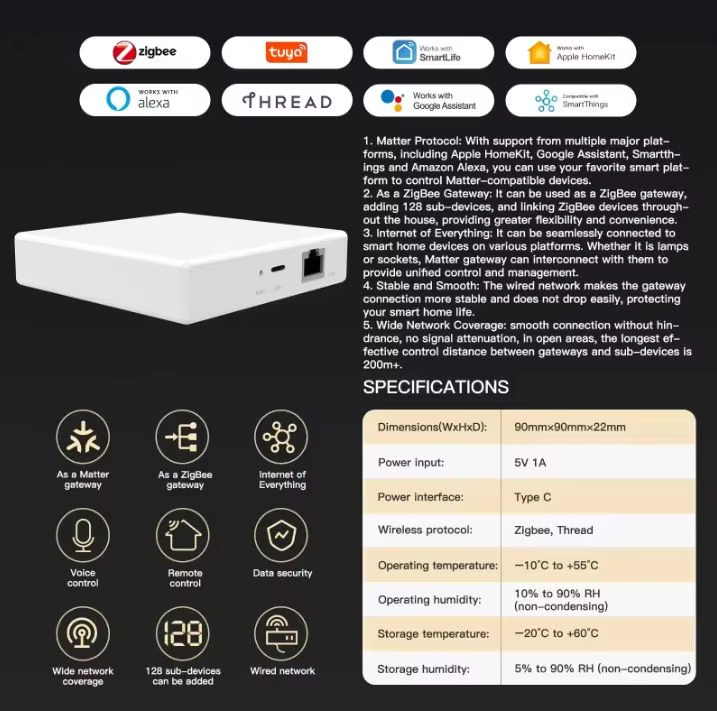 zigbee
tuya
Works with
SmartLife
Works with
Apple HomeKit
WORKS WITH
alexa
THREAD
Works with
Google Assistant
Compatible with
SmartThings
1. Matter Protocol: With support from multiple major plat-
forms, including Apple HomeKit, Google Assistant, Smartth-
ings and Amazon Alexa, you can use your favorite smart plat-
form to control Matter-compatible devices.
2. As a ZigBee Gateway: It can be used as a ZigBee gateway,
adding 128 sub-devices, and linking ZigBee devices through-
out the house, providing greater flexibility and convenience.
3. Internet of Everything: It can be seamlessly connected to
smart home devices on various platforms. Whether it is lamps
or sockets, Matter gateway can interconnect with them to
provide unified control and management.
4. Stable and Smooth: The wired network makes the gateway
connection more stable and does not drop easily, protecting
your smart home life.
5. Wide Network Coverage: smooth connection without hin-
drance, no signal attenuation, in open areas, the longest ef-
fective control distance between gateways and sub-devices is
200m+.
SPECIFICATIONS
Dimensions(WxHxD): 90mm×90mm×22mm
Power input: 5V 1A
Power interface: Type C
Wireless protocol: Zigbee, Thread
Operating temperature: −10°C to +55°C
Operating humidity: 10% to 90% RH
(non-condensing)
Storage temperature: −20°C to +60°C
Storage humidity: 5% to 90% RH (non-condensing)
As a Matter
gateway
As a ZigBee
gateway
Internet of
Everything
Voice
control
Remote
control
Data security
128
Wide network
coverage
128 sub-devices
can be added
Wired network